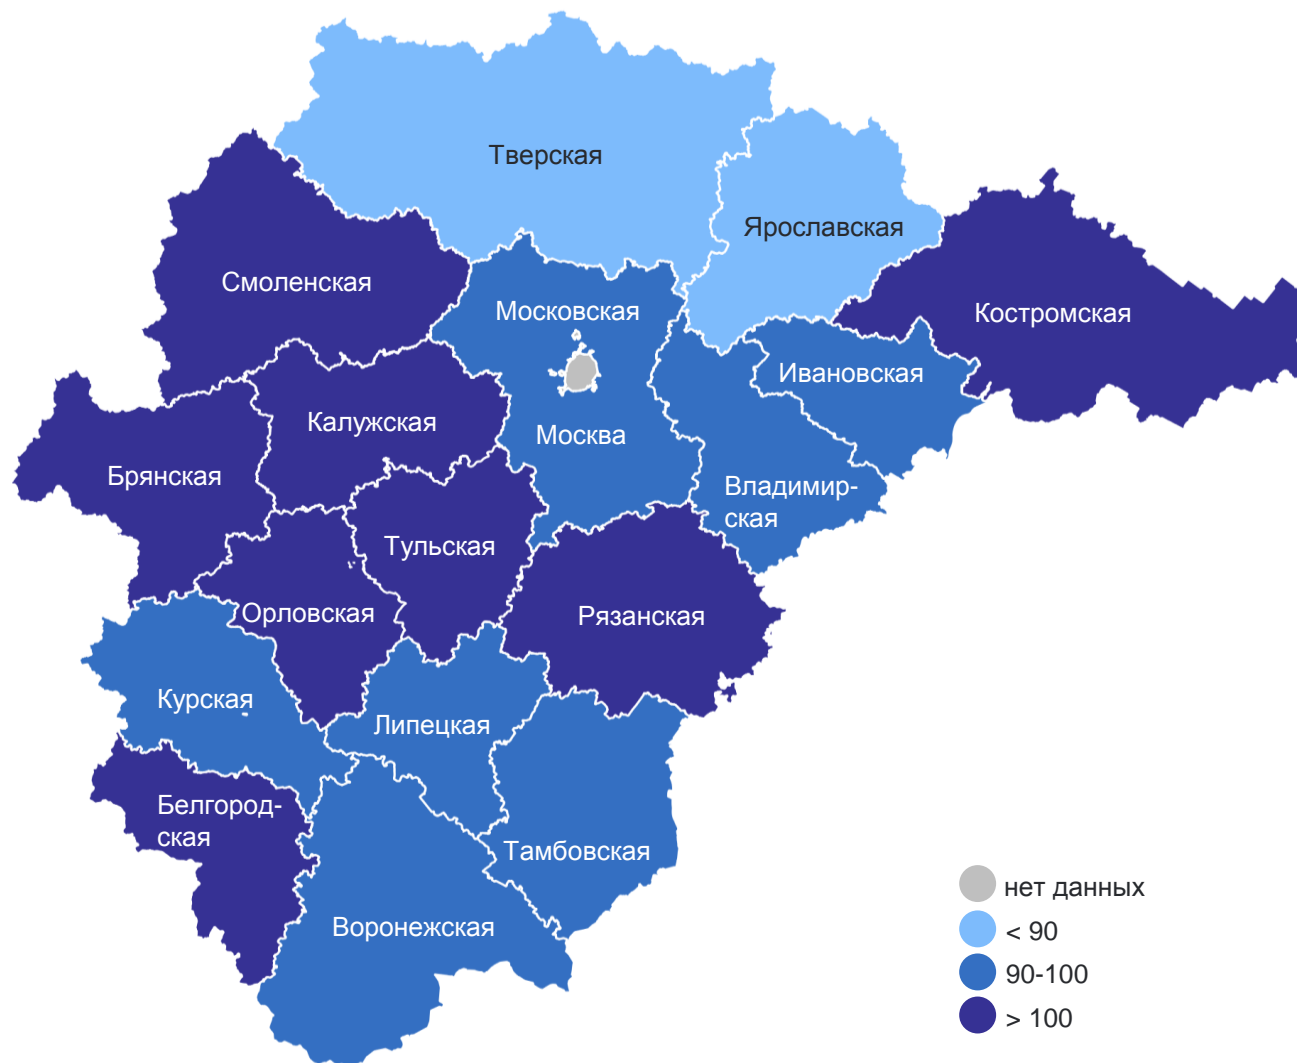 Тверская
Ярославская
Смоленская
Московская
Костромская
Ивановская
Калужская
Москва
Брянская
Владимир-
ская
Тульская
Орловская
Рязанская
Курская
Липецкая
Белгород-
ская
Тамбовская
Воронежская
нет данных
< 90
90-100
> 100